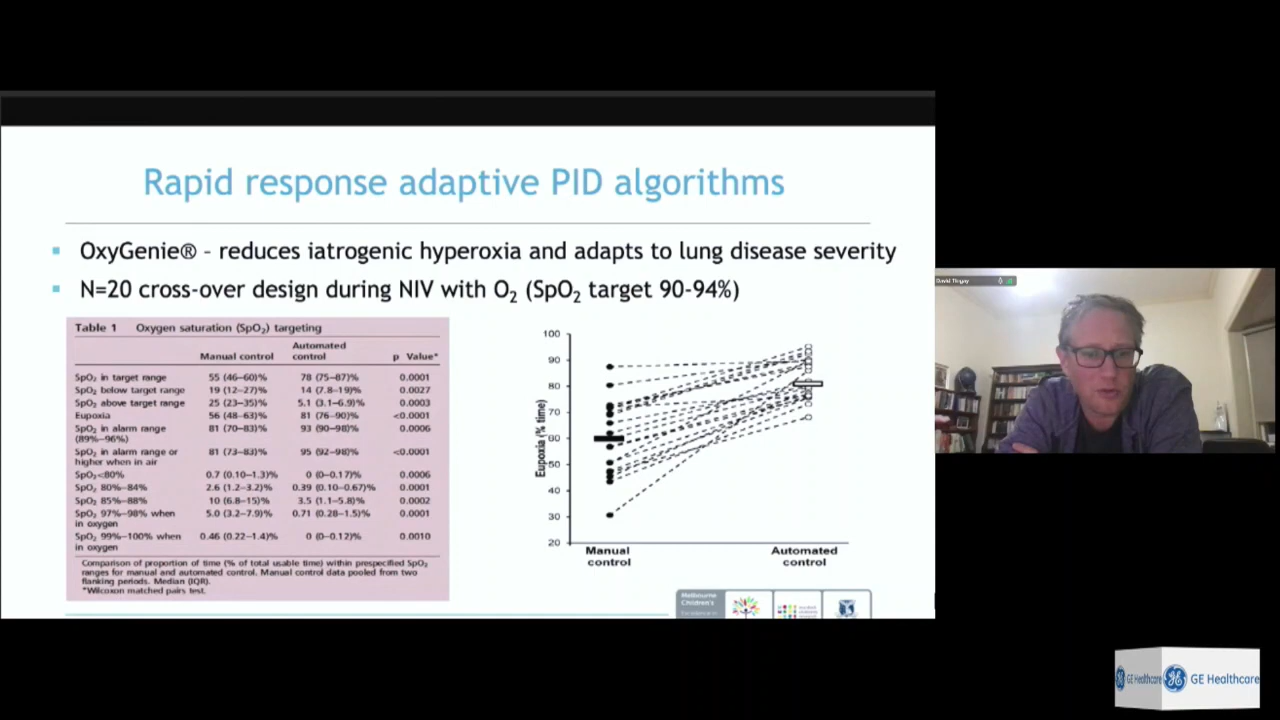 Rapid response adaptive PID algorithms
OxyGenie® – reduces iatrogenic hyperoxia and adapts to lung disease severity
N=20 cross-over design during NIV with O2 (SpO2 target 90-94%)
Table 1 Oxygen saturation (SpO2) targeting
Manual control Automated control p Value*
SpO2 in target range 55 (46–60)% 78 (75–87)% 0.0001
SpO2 below target range 19 (12–27)% 14 (7.8–19)% 0.0027
SpO2 above target range 25 (23–35)% 5.1 (3.1–6.9)% 0.0003
Eupoxia 56 (48–63)% 81 (76–90)% <0.0001
SpO2 in alarm range 81 (70–83)% 93 (90–98)% 0.0006
(89%–96%)
SpO2 in alarm range or 81 (73–83)% 95 (92–98)% <0.0001
higher when in air
SpO2<80% 0.7 (0.10–1.3)% 0 (0–0.17)% 0.0006
SpO2 80%–84% 2.6 (1.2–3.2)% 0.39 (0.10–0.67)% 0.0001
SpO2 85%–88% 10 (6.8–15)% 3.5 (1.1–5.8)% 0.0002
SpO2 97%–98% when 5.0 (3.2–7.9)% 0.71 (0.28–1.5)% 0.0001
in oxygen
SpO2 99%–100% when 0.46 (0.22–1.4)% 0 (0–0.12)% 0.0010
in oxygen
Comparison of proportion of time (% of total usable time) within prespecified SpO2
ranges for manual and automated control. Manual control data pooled from two
flanking periods. Median (IQR).
*Wilcoxon matched pairs test.
Eupoxia (% time)
100
90
80
70
60
50
40
30
20
Manual
control
Automated
control
Melbourne
Children's
David Tingay
GE Healthcare
GE Healthcare